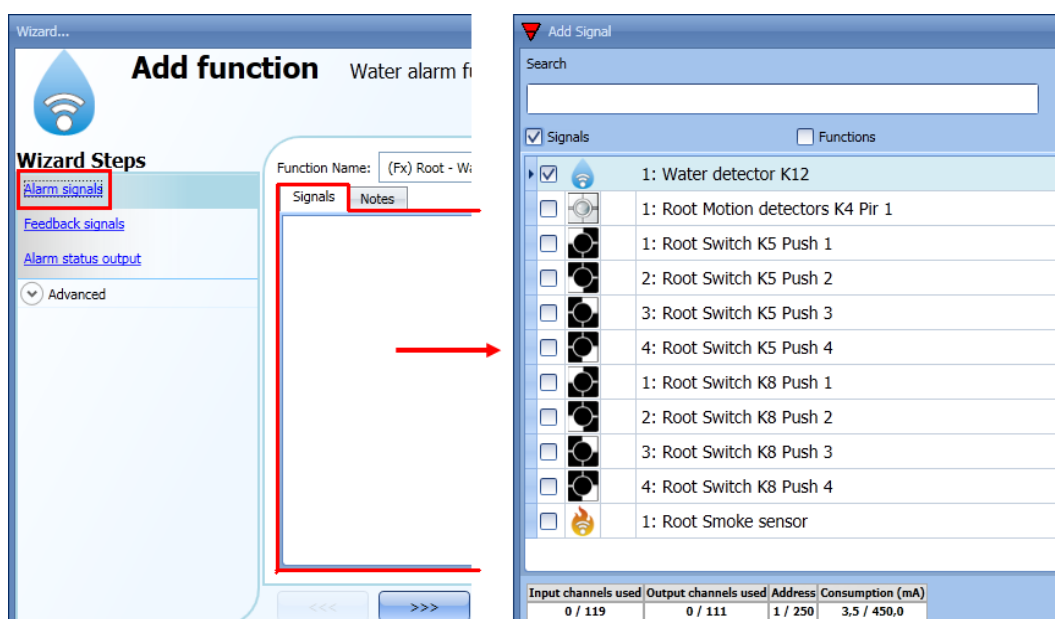 Wizard...
Add function
Water alarm
Wizard Steps
Alarm signals
Feedback signals
Alarm status output
Advanced
Function Name:
(Fx) Root -
Signals
Notes
<<<
>>>
Add Signal
Search
Signals
Functions
1: Water detector K12
1: Root Motion detectors K4 Pir 1
1: Root Switch K5 Push 1
2: Root Switch K5 Push 2
3: Root Switch K5 Push 3
4: Root Switch K5 Push 4
1: Root Switch K8 Push 1
2: Root Switch K8 Push 2
3: Root Switch K8 Push 3
4: Root Switch K8 Push 4
1: Root Smoke sensor
Input channels used Output channels used Address Consumption (mA)
0 / 119 0 / 111 1 / 250 3,5 / 450,0